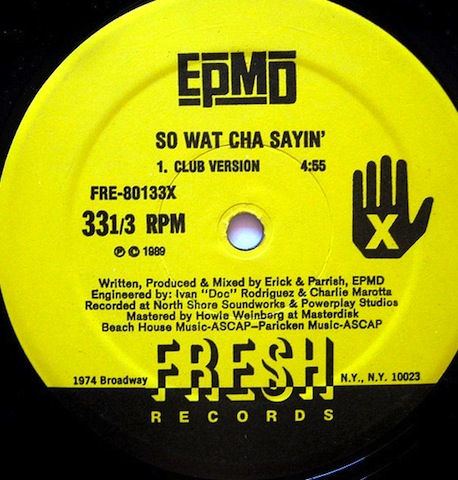 EPMD
SO WAT CHA SAYIN'
1. CLUB VERSION 4:55
FRE-80133X
33 1/3 RPM
X
Ⓟ © 1989
Written, Produced & Mixed by Erick & Parrish, EPMD
Engineered by: Ivan "Doc" Rodriguez & Charlie Marotta
Recorded at North Shore Soundworks & Powerplay Studios
Mastered by Howie Weinberg at Masterdisk
Beach House Music-ASCAP–Paricken Music-ASCAP
FRESH
1974 Broadway N.Y., N.Y. 10023
RECORDS